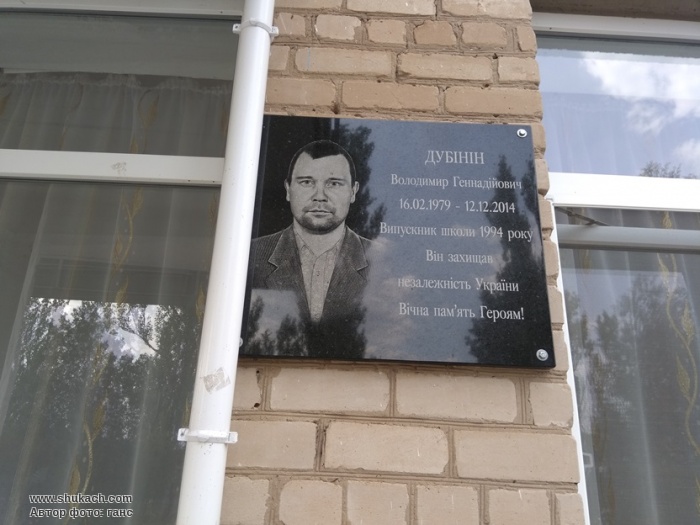 ДУБІНІН
Володимир Геннадійович
16.02.1979 - 12.12.2014
Випускник школи 1994 року
Він захищав
незалежність України
Вічна пам'ять Героям!
www.shukach.com
Автор фото: ганс